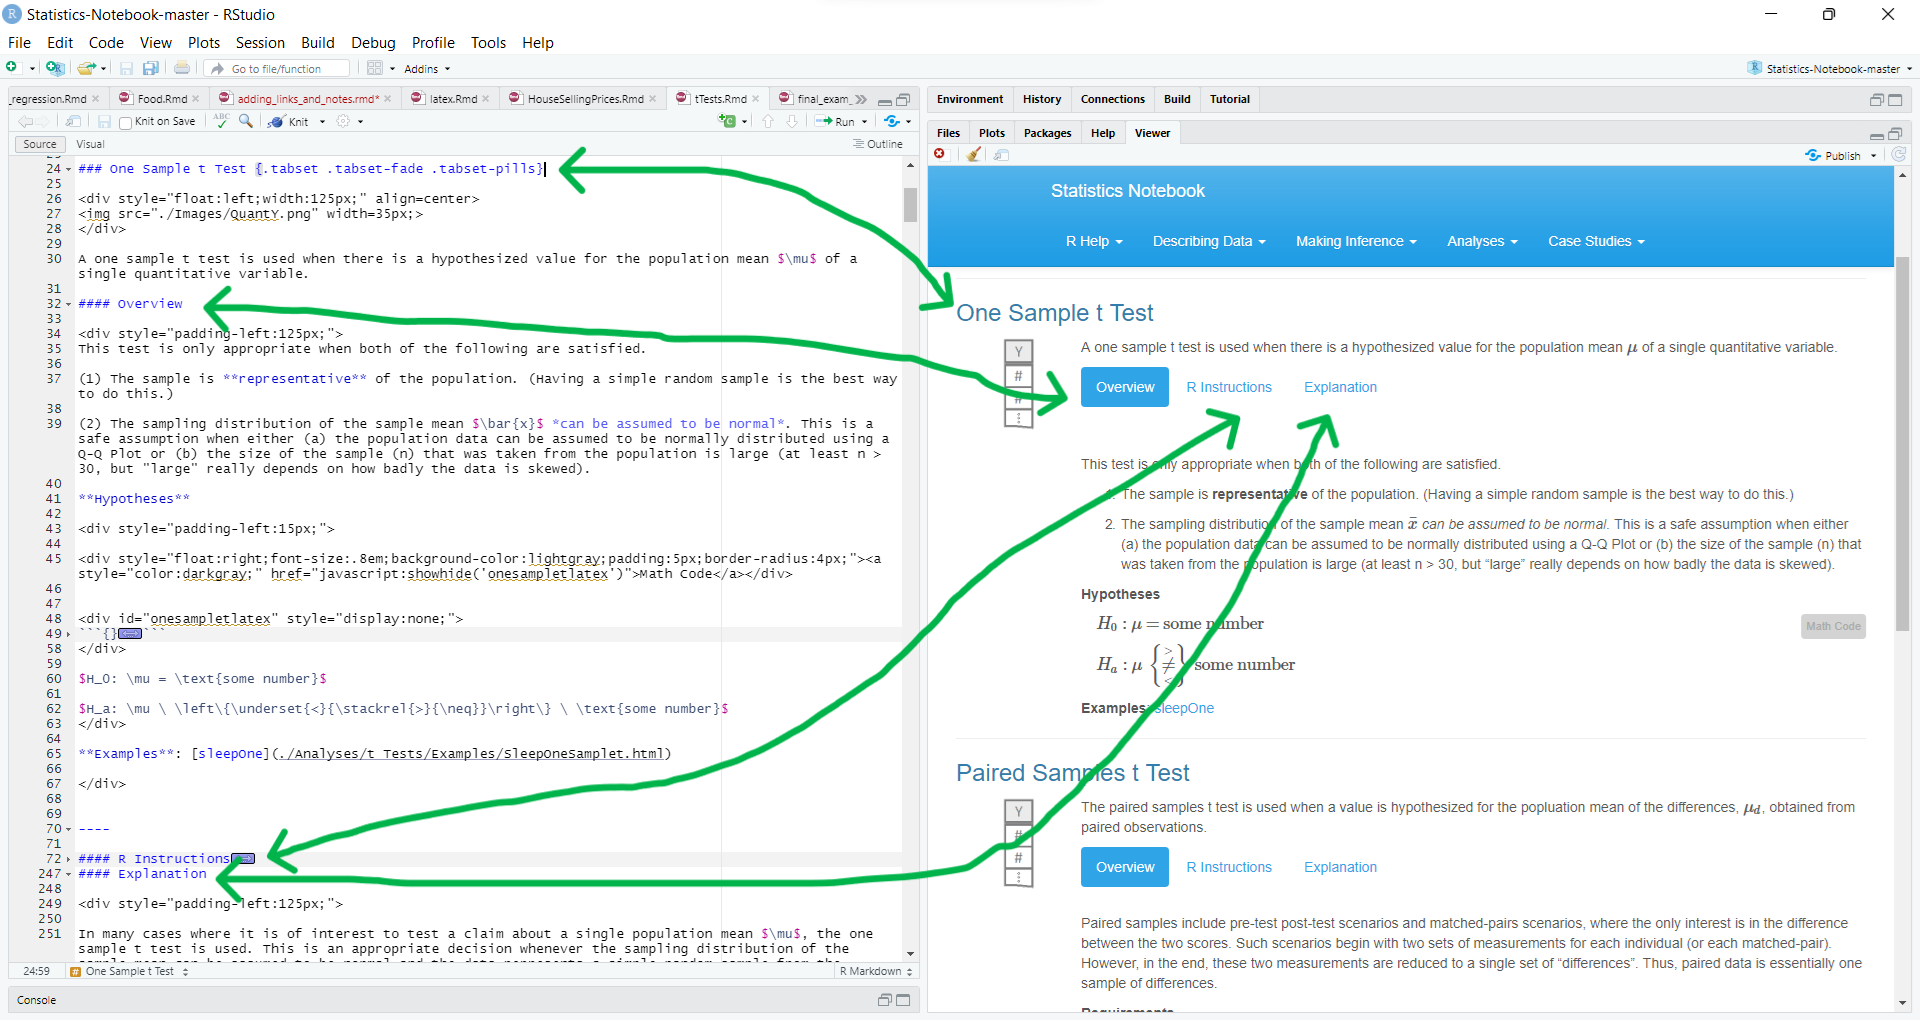 Statistics-Notebook-master - RStudio
File Edit Code View Plots Session Build Debug Profile Tools Help
Go to file/function Addins Statistics-Notebook-master
_regression.Rmd Food.Rmd adding_links_and_notes.rmd* latex.Rmd HouseSellingPrices.Rmd tTests.Rmd final_exam_
Knit on Save ABC Knit Run
Source Visual Outline
24 ### One Sample t Test {.tabset .tabset-fade .tabset-pills}
25
26 <div style="float:left;width:125px;" align=center>
27 <img src="./Images/QuantY.png" width=35px;>
28 </div>
29
30 A one sample t test is used when there is a hypothesized value for the population mean $\mu$ of a
single quantitative variable.
31
32 #### Overview
33
34 <div style="padding-left:125px;">
35 This test is only appropriate when both of the following are satisfied.
36
37 (1) The sample is **representative** of the population. (Having a simple random sample is the best way
to do this.)
38
39 (2) The sampling distribution of the sample mean $\bar{x}$ *can be assumed to be normal*. This is a
safe assumption when either (a) the population data can be assumed to be normally distributed using a
Q-Q Plot or (b) the size of the sample (n) that was taken from the population is large (at least n >
30, but "large" really depends on how badly the data is skewed).
40
41 **Hypotheses**
42
43 <div style="padding-left:15px;">
44
45 <div style="float:right;font-size:.8em;background-color:lightgray;padding:5px;border-radius:4px;"><a
style="color:darkgray;" href="javascript:showhide('onesampletlatex')">Math Code</a></div>
46
47
48 <div id="onesampletlatex" style="display:none;">
49 ```{} ```
58 </div>
59
60 $H_0: \mu = \text{some number}$
61
62 $H_a: \mu \ \left\{\underset{<}{\stackrel{>}{\neq}}\right\} \ \text{some number}$
63 </div>
64
65 **Examples**: [sleepOne](./Analyses/t Tests/Examples/SleepOneSamplet.html)
66
67 </div>
68
69
70 ----
71
72 #### R Instructions
247 #### Explanation
248
249 <div style="padding-left:125px;">
250
251 In many cases where it is of interest to test a claim about a single population mean $\mu$, the one
sample t test is used. This is an appropriate decision whenever the sampling distribution of the
24:59 # One Sample t Test R Markdown
Console
Environment History Connections Build Tutorial
Files Plots Packages Help Viewer
Publish
Statistics Notebook
R Help Describing Data Making Inference Analyses Case Studies
One Sample t Test
Y
#
#
⋮
A one sample t test is used when there is a hypothesized value for the population mean μ of a single quantitative variable.
Overview R Instructions Explanation
This test is only appropriate when both of the following are satisfied.
1. The sample is representative of the population. (Having a simple random sample is the best way to do this.)
2. The sampling distribution of the sample mean x̄ can be assumed to be normal. This is a safe assumption when either
(a) the population data can be assumed to be normally distributed using a Q-Q Plot or (b) the size of the sample (n) that
was taken from the population is large (at least n > 30, but “large” really depends on how badly the data is skewed).
Hypotheses
H₀ : μ = some number
Math Code
Hₐ : μ { > ≠ < } some number
Examples: sleepOne
Paired Samples t Test
Y
#
#
⋮
The paired samples t test is used when a value is hypothesized for the popluation mean of the differences, μd, obtained from
paired observations.
Overview R Instructions Explanation
Paired samples include pre-test post-test scenarios and matched-pairs scenarios, where the only interest is in the difference
between the two scores. Such scenarios begin with two sets of measurements for each individual (or each matched-pair).
However, in the end, these two measurements are reduced to a single set of “differences”. Thus, paired data is essentially one
sample of differences.
Requirements